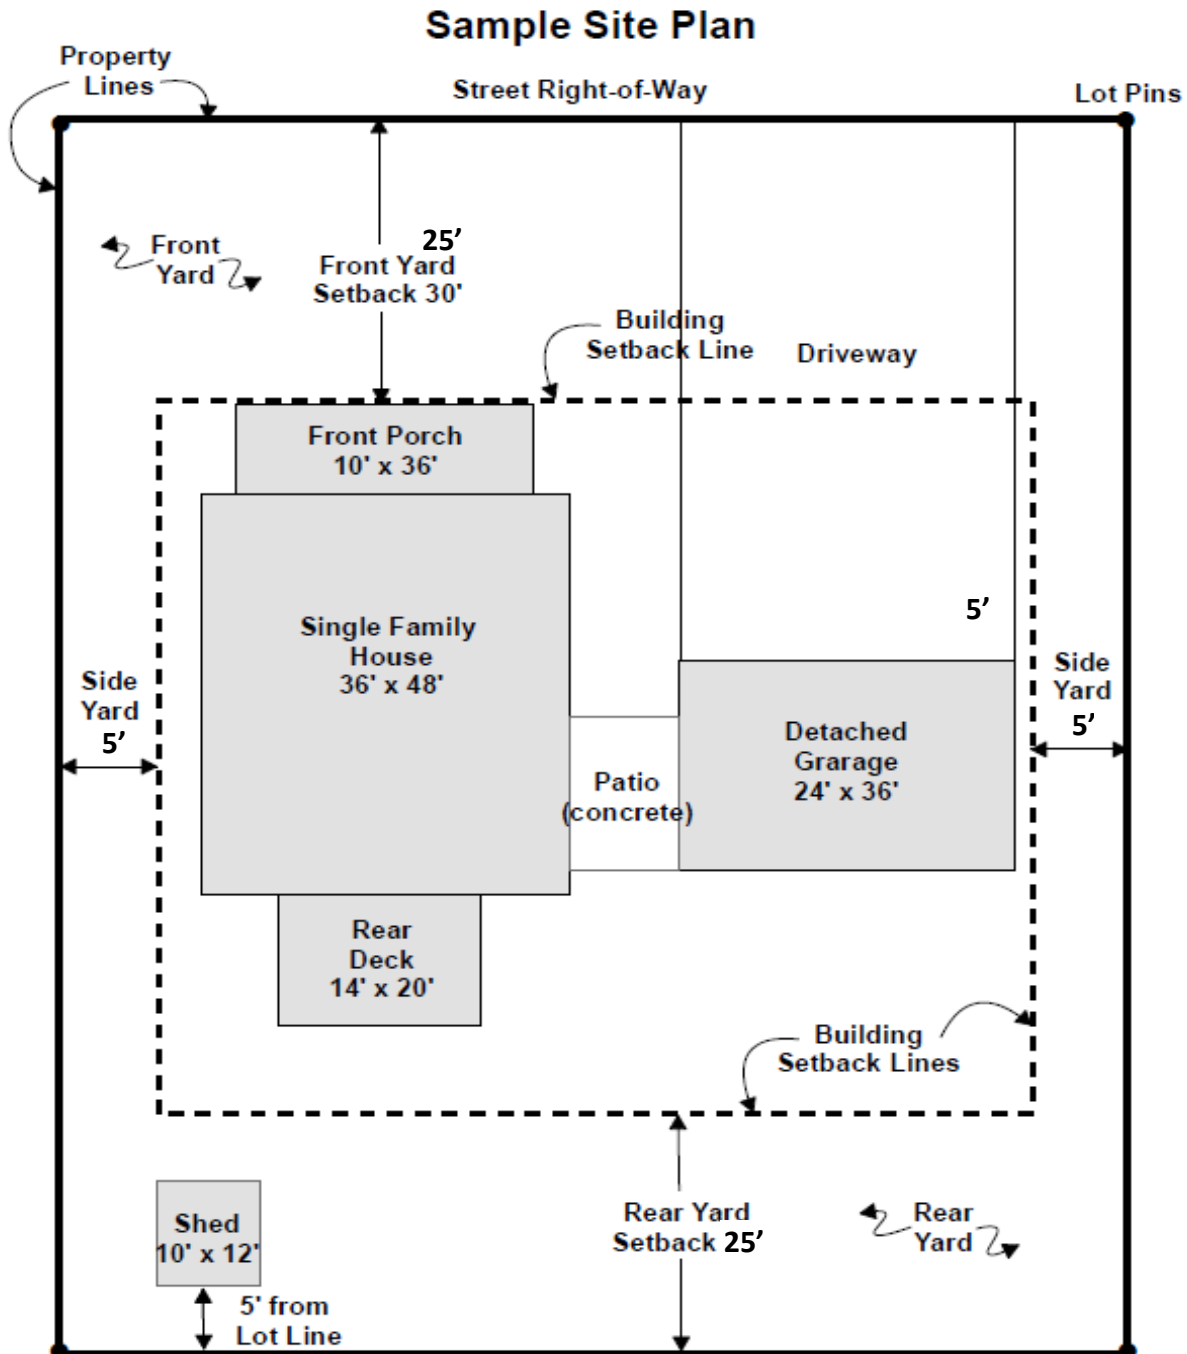 Sample Site Plan
Property
Lines
Street Right-of-Way
Lot Pins
Front
Yard
25’
Front Yard
Setback 30'
Building
Setback Line
Driveway
Front Porch
10' x 36'
Single Family
House
36' x 48'
5’
Side
Yard
5’
Side
Yard
5’
Detached
Grarage
24' x 36'
Patio
(concrete)
Rear
Deck
14' x 20'
Building
Setback Lines
Shed
10' x 12'
Rear Yard
Setback 25’
Rear
Yard
5' from
Lot Line